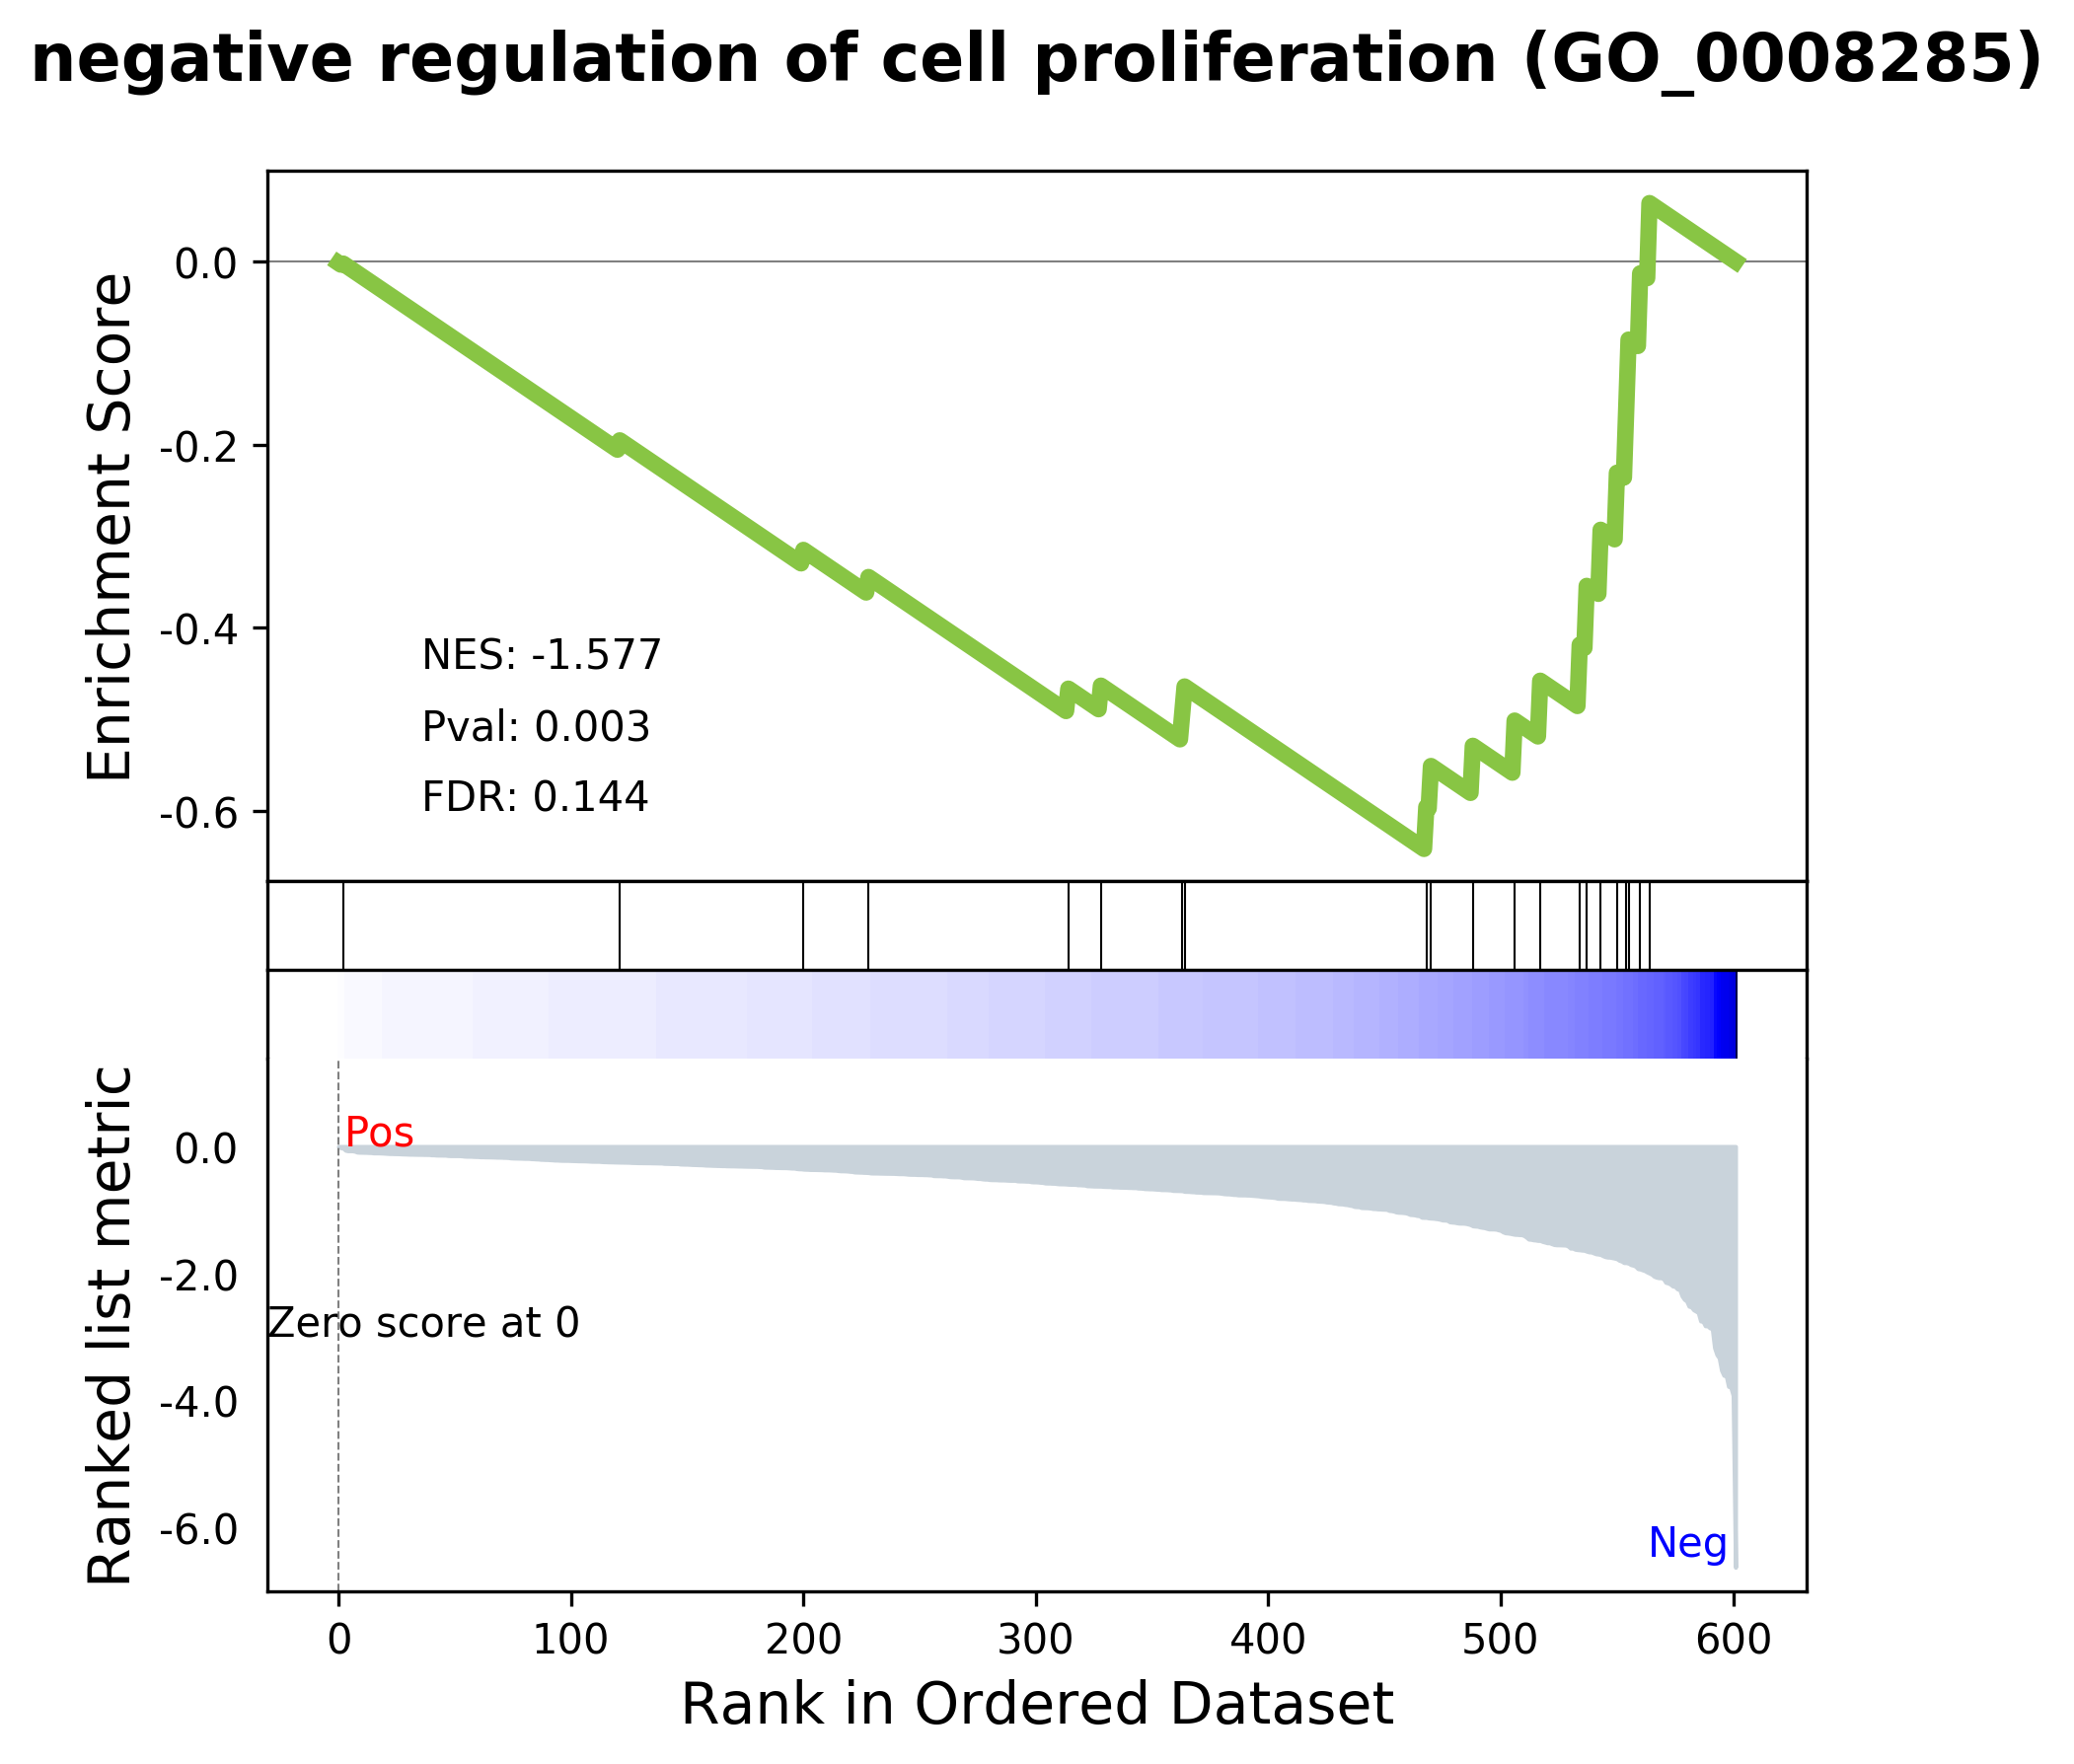 negative regulation of cell proliferation (GO_0008285)
Enrichment Score
0.0
-0.2
-0.4
-0.6
NES: -1.577
Pval: 0.003
FDR: 0.144
Ranked list metric
0.0
-2.0
-4.0
-6.0
Pos
Zero score at 0
Neg
0 100 200 300 400 500 600
Rank in Ordered Dataset